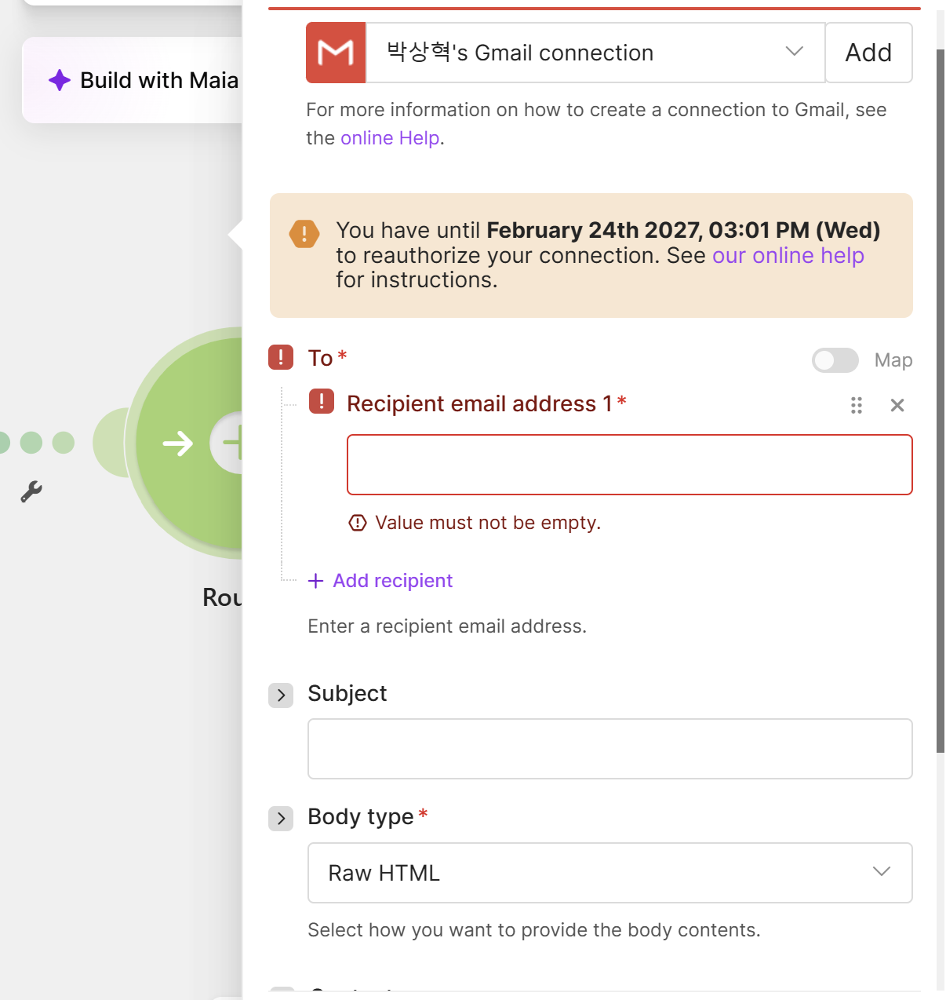 박상혁's Gmail connection
Add
Build with Maia
For more information on how to create a connection to Gmail, see
the online Help.
You have until February 24th 2027, 03:01 PM (Wed)
to reauthorize your connection. See our online help
for instructions.
To *
Map
Recipient email address 1 *
Value must not be empty.
+ Add recipient
Rou
Enter a recipient email address.
Subject
Body type *
Raw HTML
Select how you want to provide the body contents.